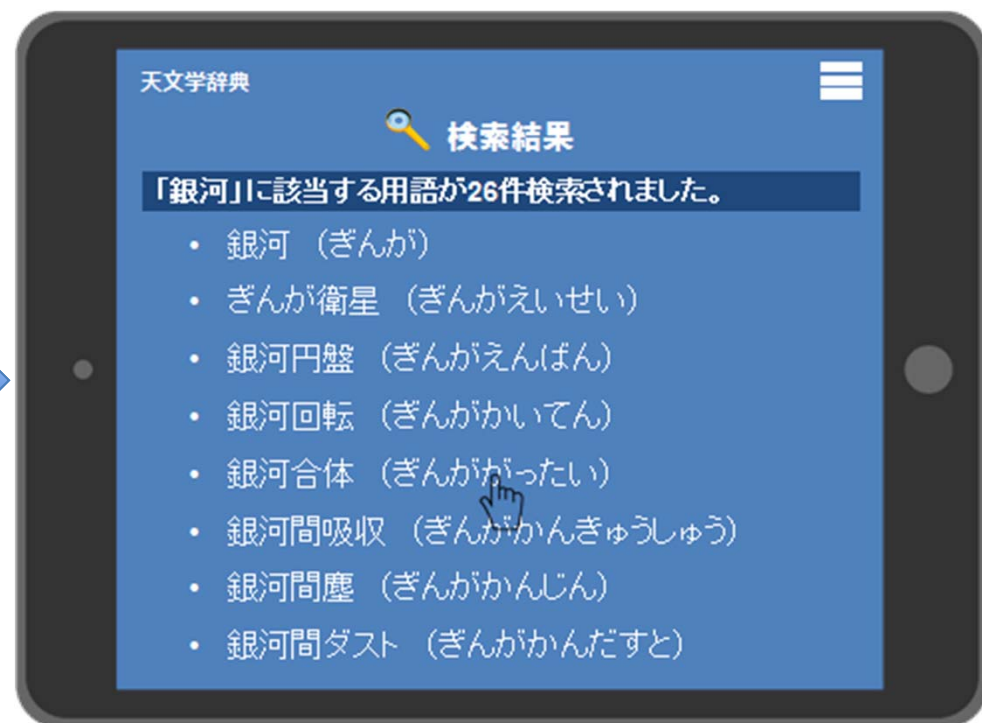 天文学辞典
検索結果
「銀河」に該当する用語が26件検索されました。
• 銀河 （ぎんが）
• ぎんが衛星 （ぎんがえいせい）
• 銀河円盤 （ぎんがえんばん）
• 銀河回転 （ぎんがかいてん）
• 銀河合体 （ぎんががったい）
• 銀河間吸収 （ぎんがかんきゅうしゅう）
• 銀河間塵 （ぎんがかんじん）
• 銀河間ダスト （ぎんがかんだすと）